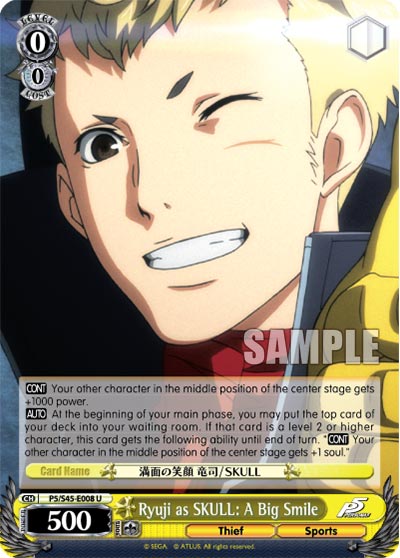 LEVEL
0
0
COST
SAMPLE
CONT Your other character in the middle position of the center stage gets
+1000 power.
AUTO At the beginning of your main phase, you may put the top card of
your deck into your waiting room. If that card is a level 2 or higher
character, this card gets the following ability until end of turn. "CONT Your
other character in the middle position of the center stage gets +1 soul."
Card Name 満面の笑顔 竜司/SKULL
CH P5/S45-E008 U Ryuji as SKULL: A Big Smile P5
POWER 500 Thief Sports
© SEGA. © ATLUS. All rights reserved.